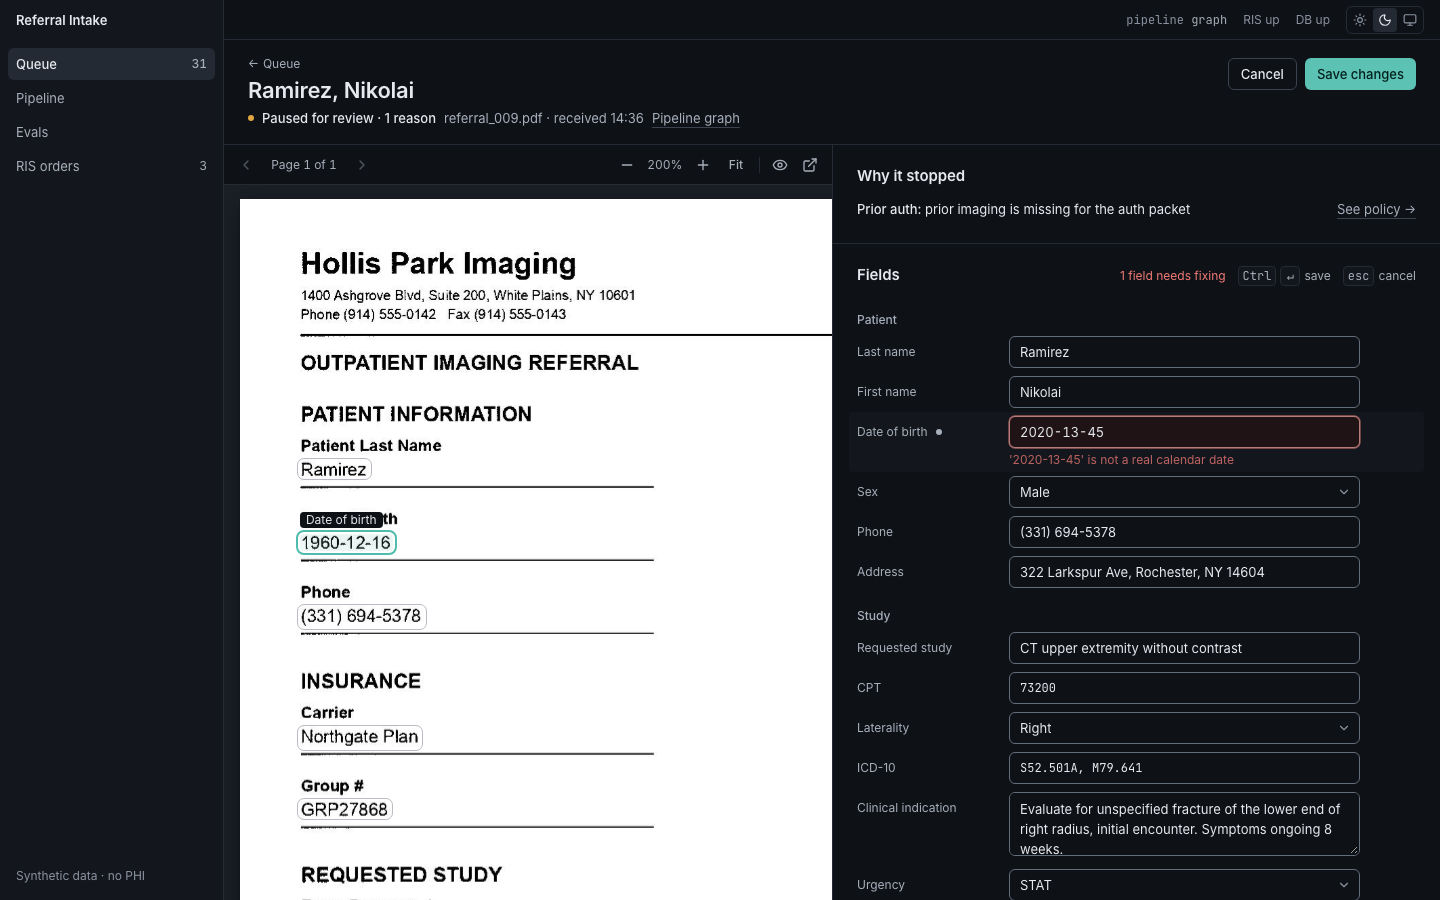 Referral Intake
pipeline graph RIS up DB up
Queue 31
Pipeline
Evals
RIS orders 3
Synthetic data · no PHI
← Queue
Ramirez, Nikolai
Paused for review · 1 reason referral_009.pdf · received 14:36 Pipeline graph
Cancel Save changes
Page 1 of 1 200% Fit
Hollis Park Imaging
1400 Ashgrove Blvd, Suite 200, White Plains, NY 10601
Phone (914) 555-0142 Fax (914) 555-0143
OUTPATIENT IMAGING REFERRAL
PATIENT INFORMATION
Patient Last Name
Ramirez
Date of birth th
1960-12-16
Phone
(331) 694-5378
INSURANCE
Carrier
Northgate Plan
Group #
GRP27868
REQUESTED STUDY
Why it stopped
Prior auth: prior imaging is missing for the auth packet See policy →
Fields 1 field needs fixing Ctrl ↵ save esc cancel
Patient
Last name Ramirez
First name Nikolai
Date of birth 2020-13-45
'2020-13-45' is not a real calendar date
Sex Male
Phone (331) 694-5378
Address 322 Larkspur Ave, Rochester, NY 14604
Study
Requested study CT upper extremity without contrast
CPT 73200
Laterality Right
ICD-10 S52.501A, M79.641
Clinical indication Evaluate for unspecified fracture of the lower end of
right radius, initial encounter. Symptoms ongoing 8
weeks.
Urgency STAT